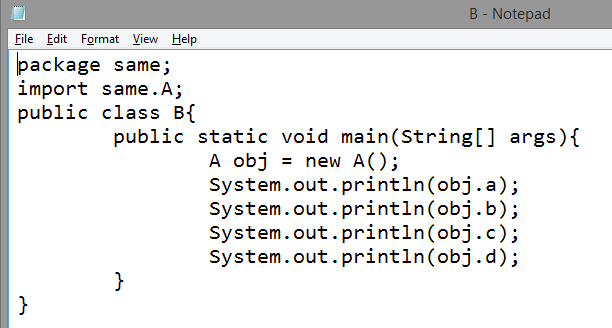 B - Notepad
File Edit Format View Help
package same;
import same.A;
public class B{
        public static void main(String[] args){
                A obj = new A();
                System.out.println(obj.a);
                System.out.println(obj.b);
                System.out.println(obj.c);
                System.out.println(obj.d);
        }
}